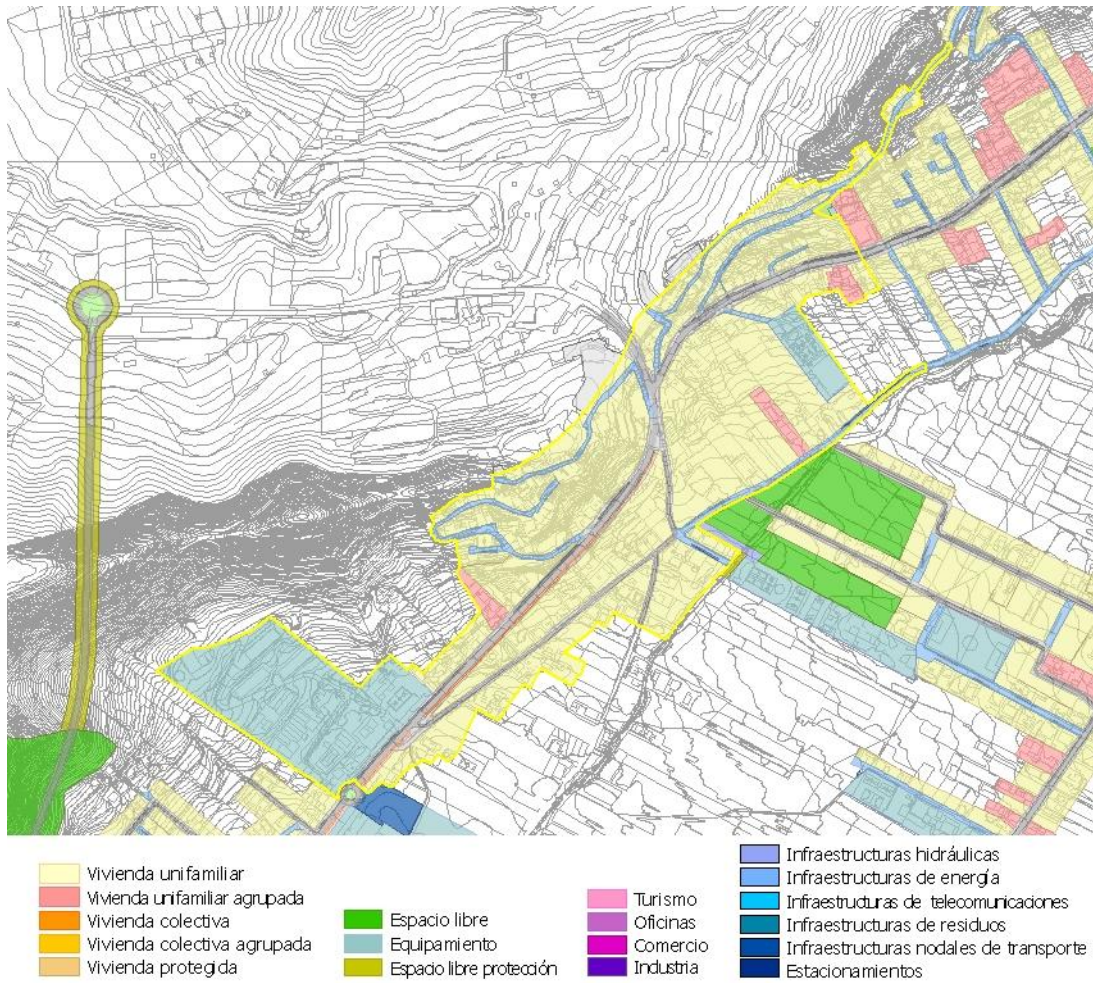 Vivienda unifamiliar
Vivienda unifamiliar agrupada
Vivienda colectiva
Vivienda colectiva agrupada
Vivienda protegida
Espacio libre
Equipamiento
Espacio libre protección
Turismo
Oficinas
Comercio
Industria
Infraestructuras hidráulicas
Infraestructuras de energía
Infraestructuras de telecomunicaciones
Infraestructuras de residuos
Infraestructuras nodales de transporte
Estacionamientos